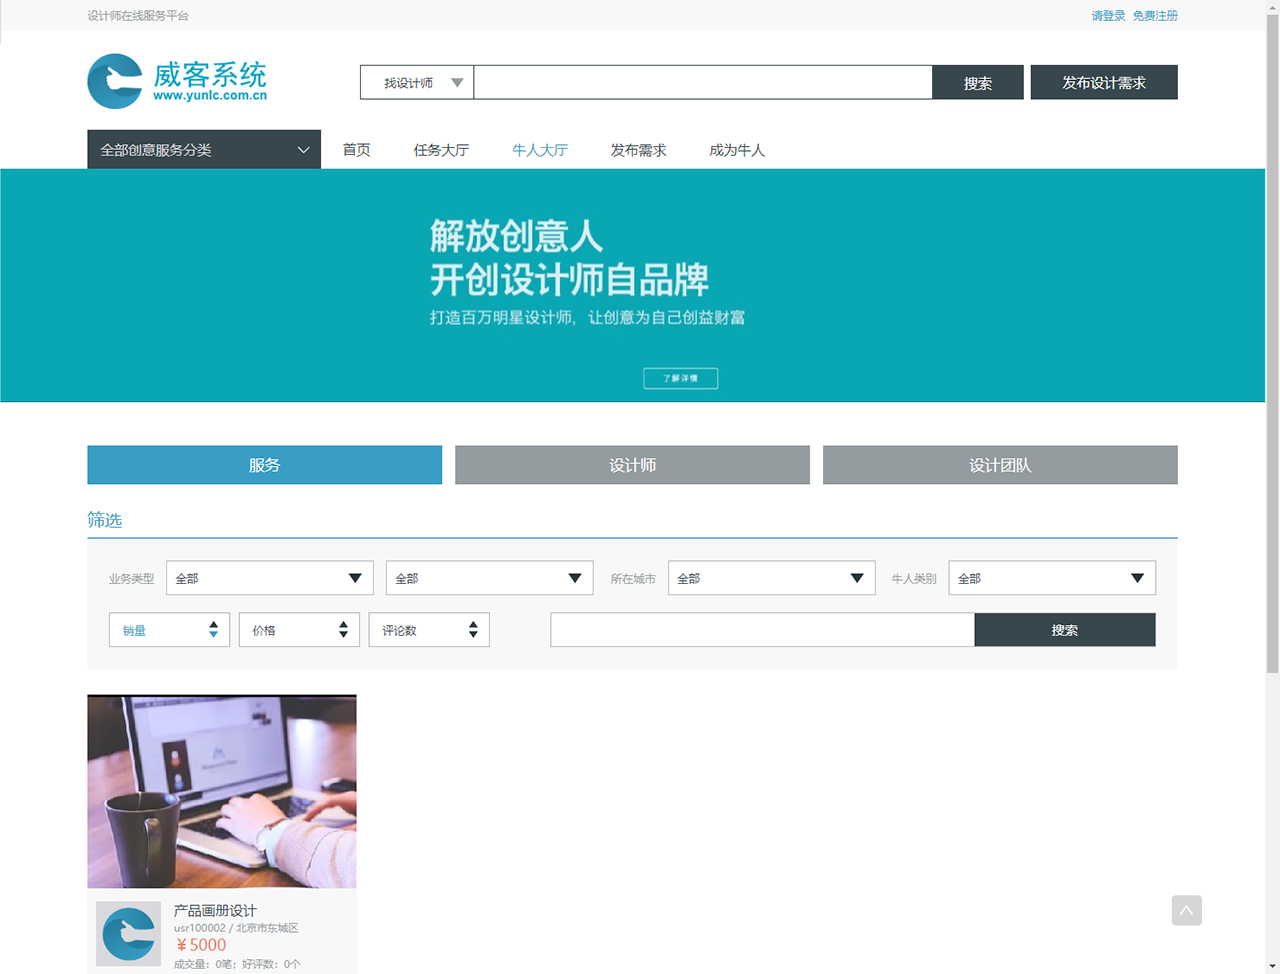 设计师在线服务平台
请登录 免费注册
威客系统
www.yunlc.com.cn
找设计师
搜索
发布设计需求
全部创意服务分类
首页
任务大厅
牛人大厅
发布需求
成为牛人
解放创意人
开创设计师自品牌
打造百万明星设计师，让创意为自己创益财富
了解详情
服务
设计师
设计团队
筛选
业务类型
全部
全部
所在城市
全部
牛人类别
全部
销量
价格
评论数
搜索
产品画册设计
usr100002 / 北京市东城区
￥5000
成交量：0笔；好评数：0个